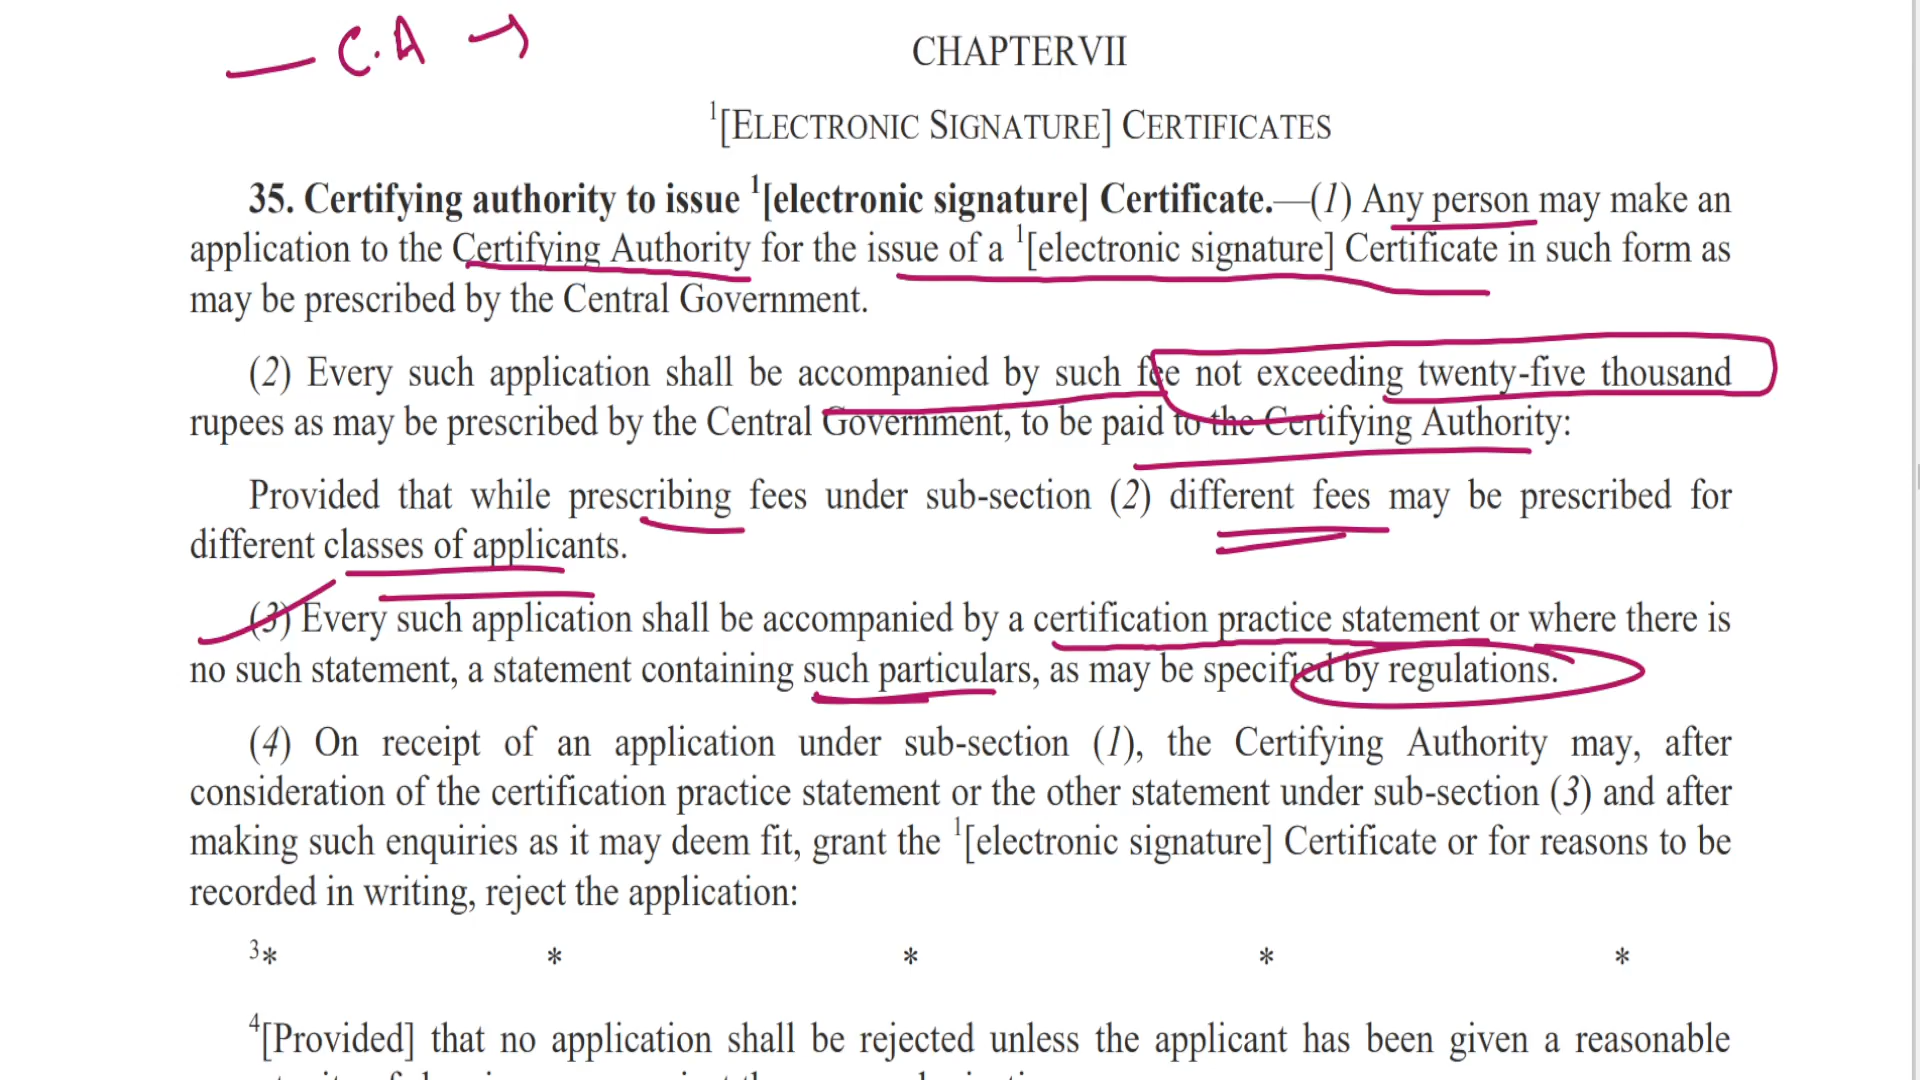 — C.A →
CHAPTERVII
1[ELECTRONIC SIGNATURE] CERTIFICATES
35. Certifying authority to issue 1[electronic signature] Certificate.—(1) Any person may make an
application to the Certifying Authority for the issue of a 1[electronic signature] Certificate in such form as
may be prescribed by the Central Government.
(2) Every such application shall be accompanied by such fee not exceeding twenty-five thousand
rupees as may be prescribed by the Central Government, to be paid to the Certifying Authority:
Provided that while prescribing fees under sub-section (2) different fees may be prescribed for
different classes of applicants.
(3) Every such application shall be accompanied by a certification practice statement or where there is
no such statement, a statement containing such particulars, as may be specified by regulations.
(4) On receipt of an application under sub-section (1), the Certifying Authority may, after
consideration of the certification practice statement or the other statement under sub-section (3) and after
making such enquiries as it may deem fit, grant the 1[electronic signature] Certificate or for reasons to be
recorded in writing, reject the application:
3* * * * *
4[Provided] that no application shall be rejected unless the applicant has been given a reasonable